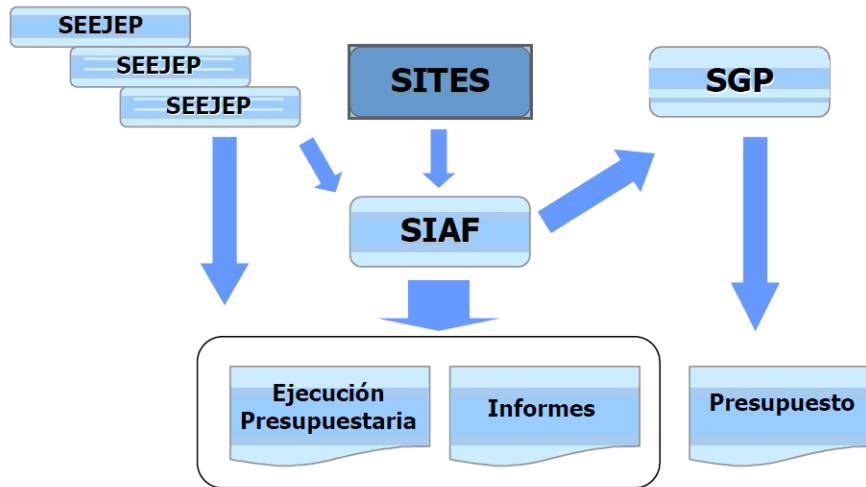 SEEJEP
SEEJEP
SEEJEP
SITES
SGP
SIAF
Ejecución
Presupuestaria
Informes
Presupuesto